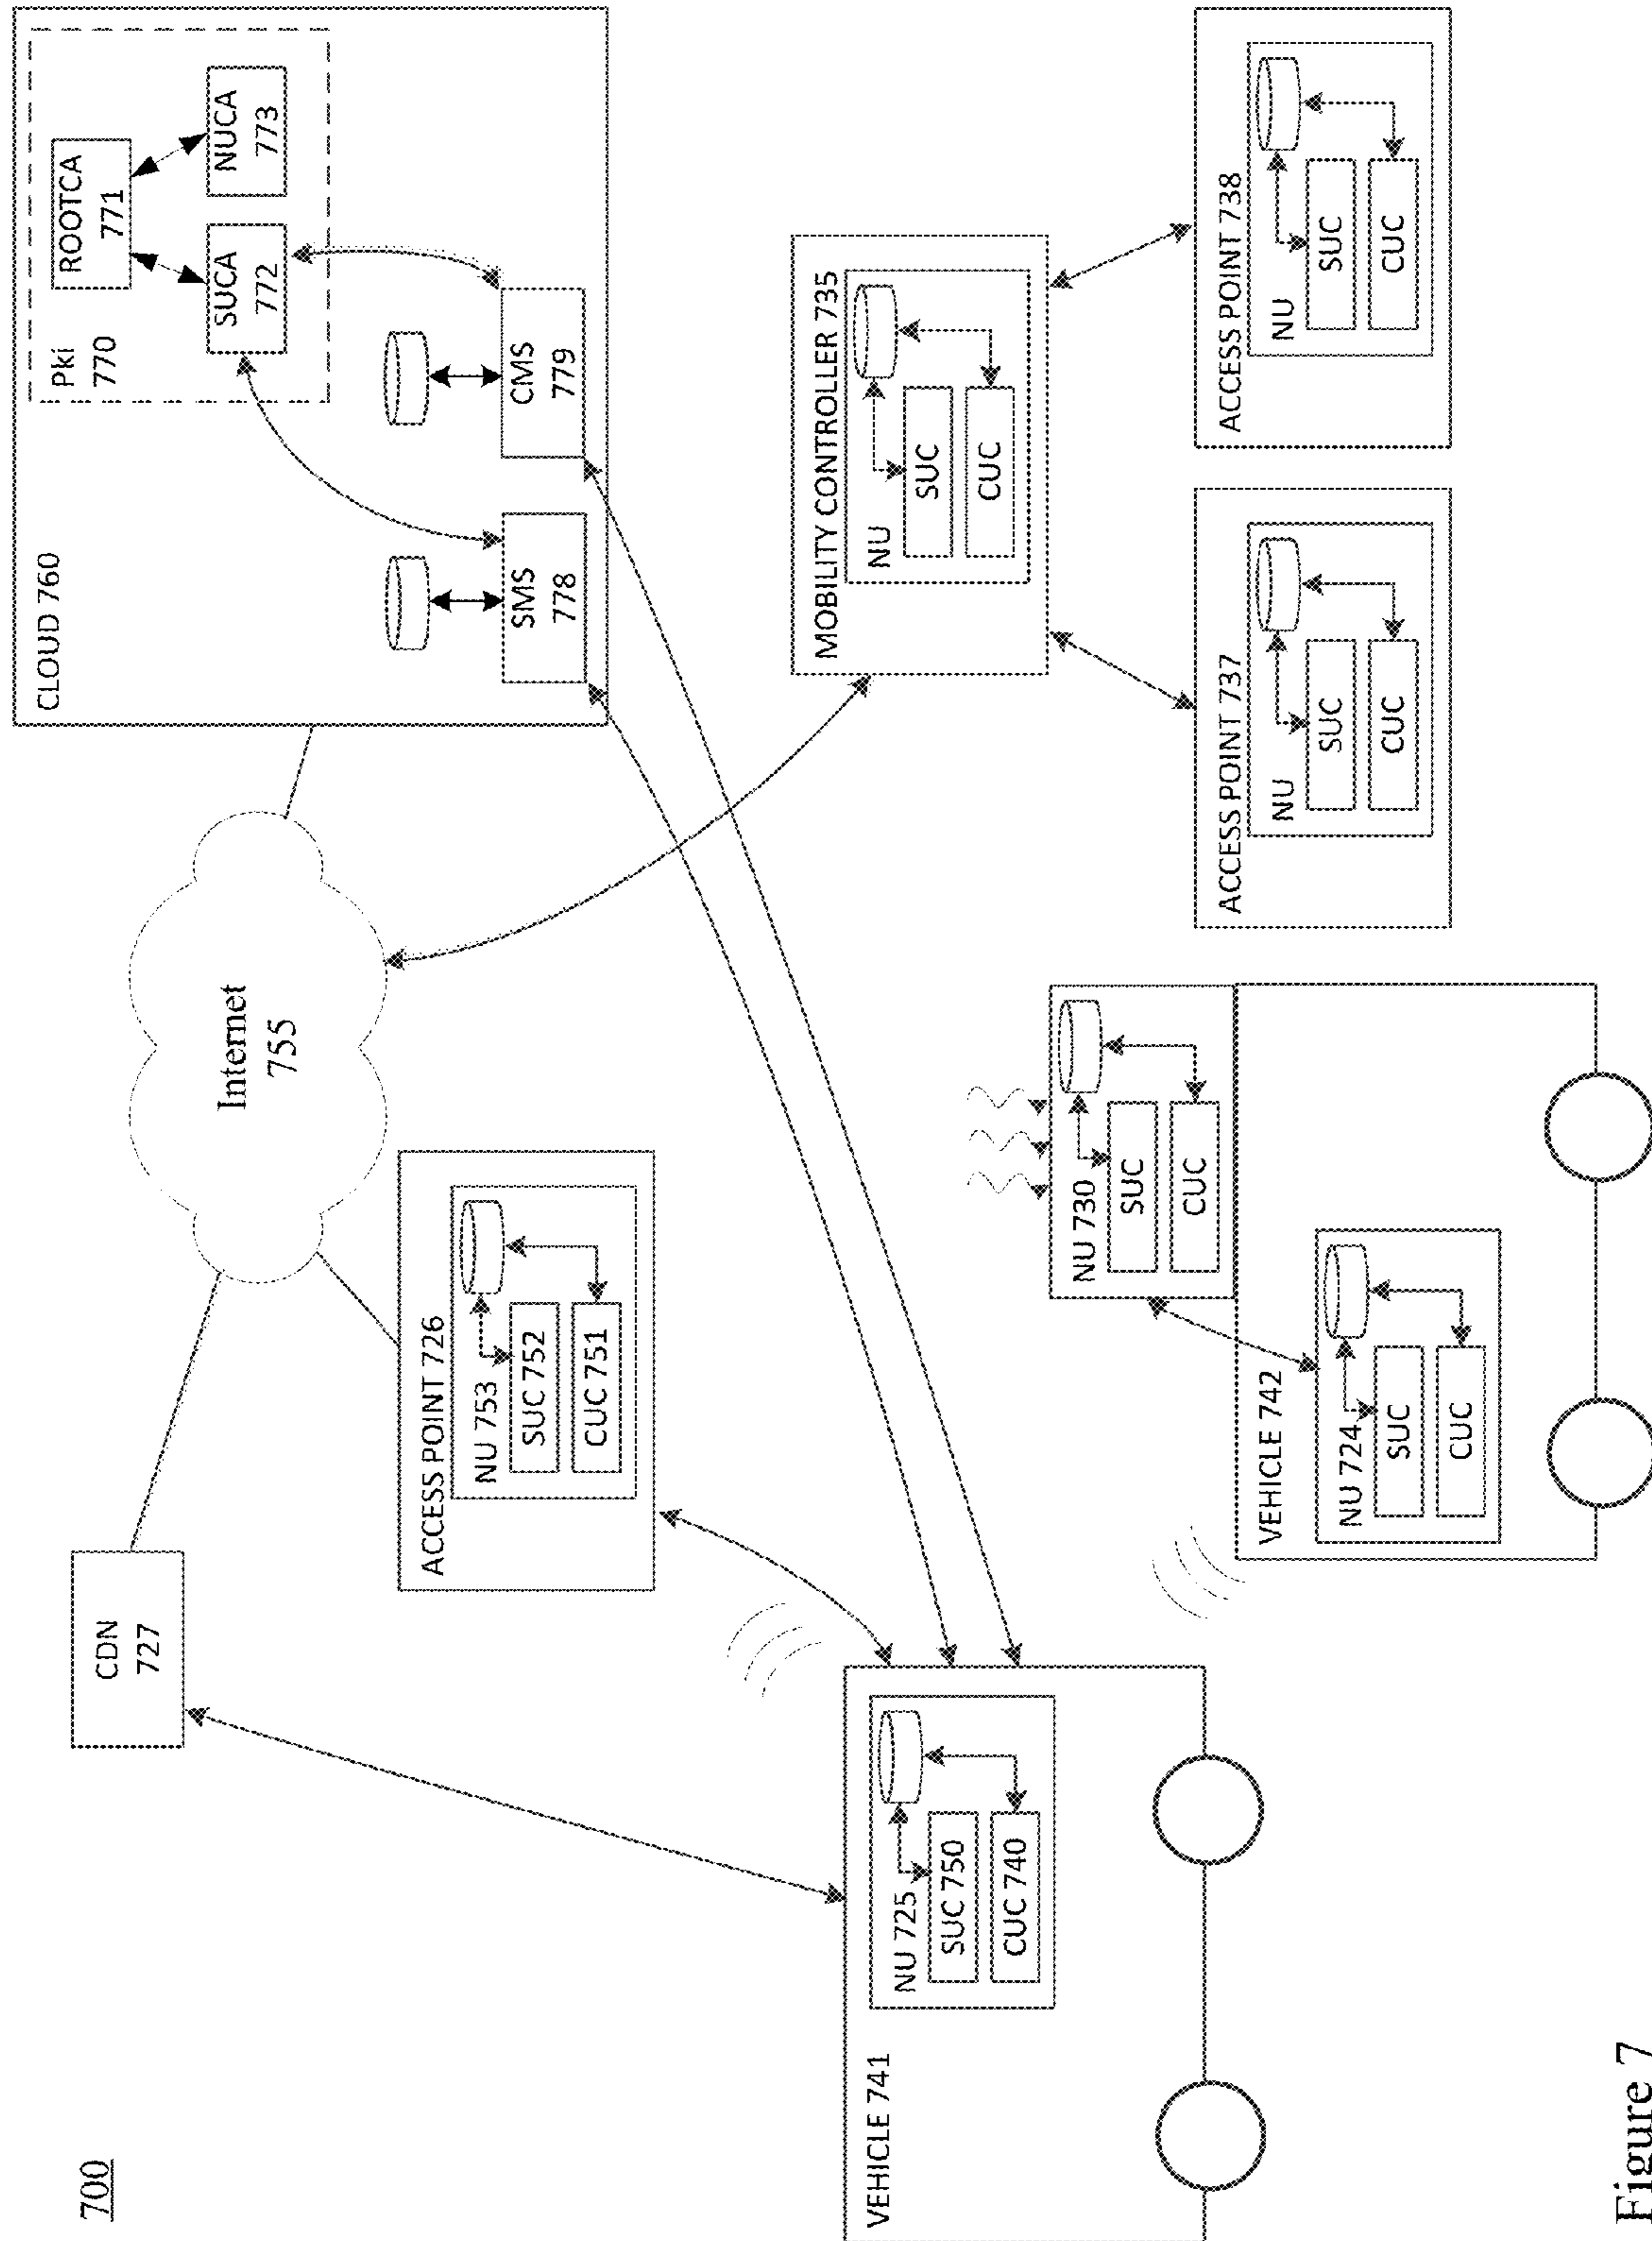 700
CDN
727
Internet
755
CLOUD 760
Pki
770
ROOTCA
771
SUCA
772
NUCA
773
SMS
778
CMS
779
ACCESS POINT 726
NU 753
SUC 752
CUC 751
MOBILITY CONTROLLER 735
NU
SUC
CUC
VEHICLE 741
NU 725
SUC 750
CUC 740
NU 730
SUC
CUC
VEHICLE 742
NU 724
SUC
CUC
ACCESS POINT 737
NU
SUC
CUC
ACCESS POINT 738
NU
SUC
CUC
Figure 7